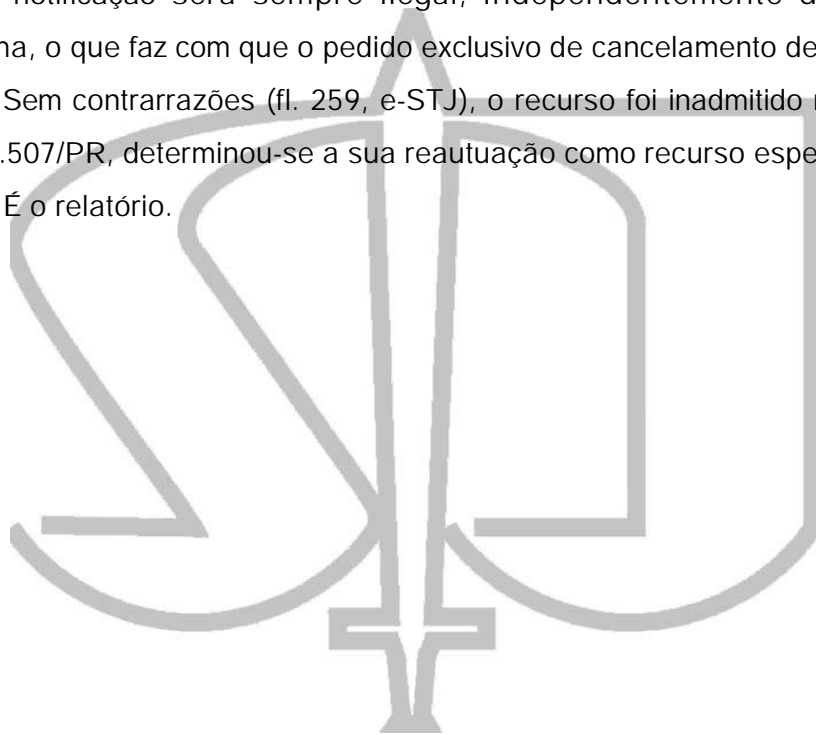 notificação será sempre ilegal, independentemente d
na, o que faz com que o pedido exclusivo de cancelamento de
Sem contrarrazões (fl. 259, e-STJ), o recurso foi inadmitido
.507/PR, determinou-se a sua reautuação como recurso espe
É o relatório.